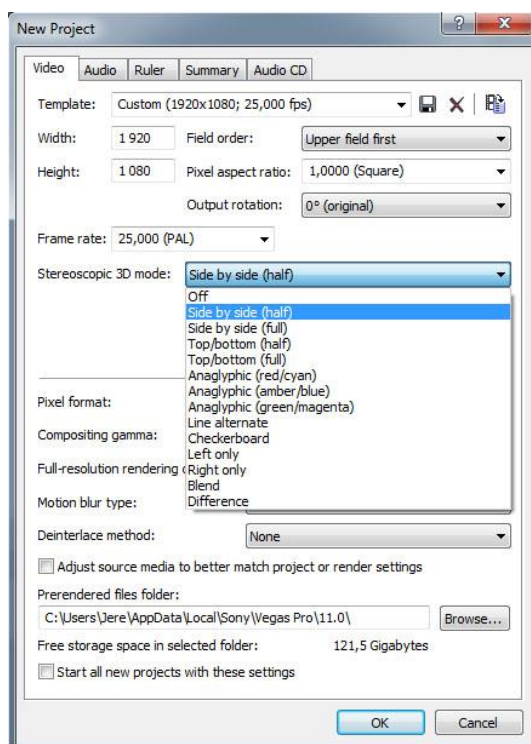 New Project
Video Audio Ruler Summary Audio CD
Template: Custom (1920x1080; 25,000 fps)
Width: 1 920 Field order: Upper field first
Height: 1 080 Pixel aspect ratio: 1,0000 (Square)
Output rotation: 0° (original)
Frame rate: 25,000 (PAL)
Stereoscopic 3D mode: Side by side (half)
Off
Side by side (half)
Side by side (full)
Top/bottom (half)
Top/bottom (full)
Anaglyphic (red/cyan)
Anaglyphic (amber/blue)
Pixel format:
Anaglyphic (green/magenta)
Line alternate
Compositing gamma:
Checkerboard
Left only
Full-resolution rendering
Right only
Blend
Motion blur type:
Difference
Deinterlace method: None
Adjust source media to better match project or render settings
Prerendered files folder:
C:\Users\Jere\AppData\Local\Sony\Vegas Pro\11.0\ Browse...
Free storage space in selected folder: 121,5 Gigabytes
Start all new projects with these settings
OK Cancel